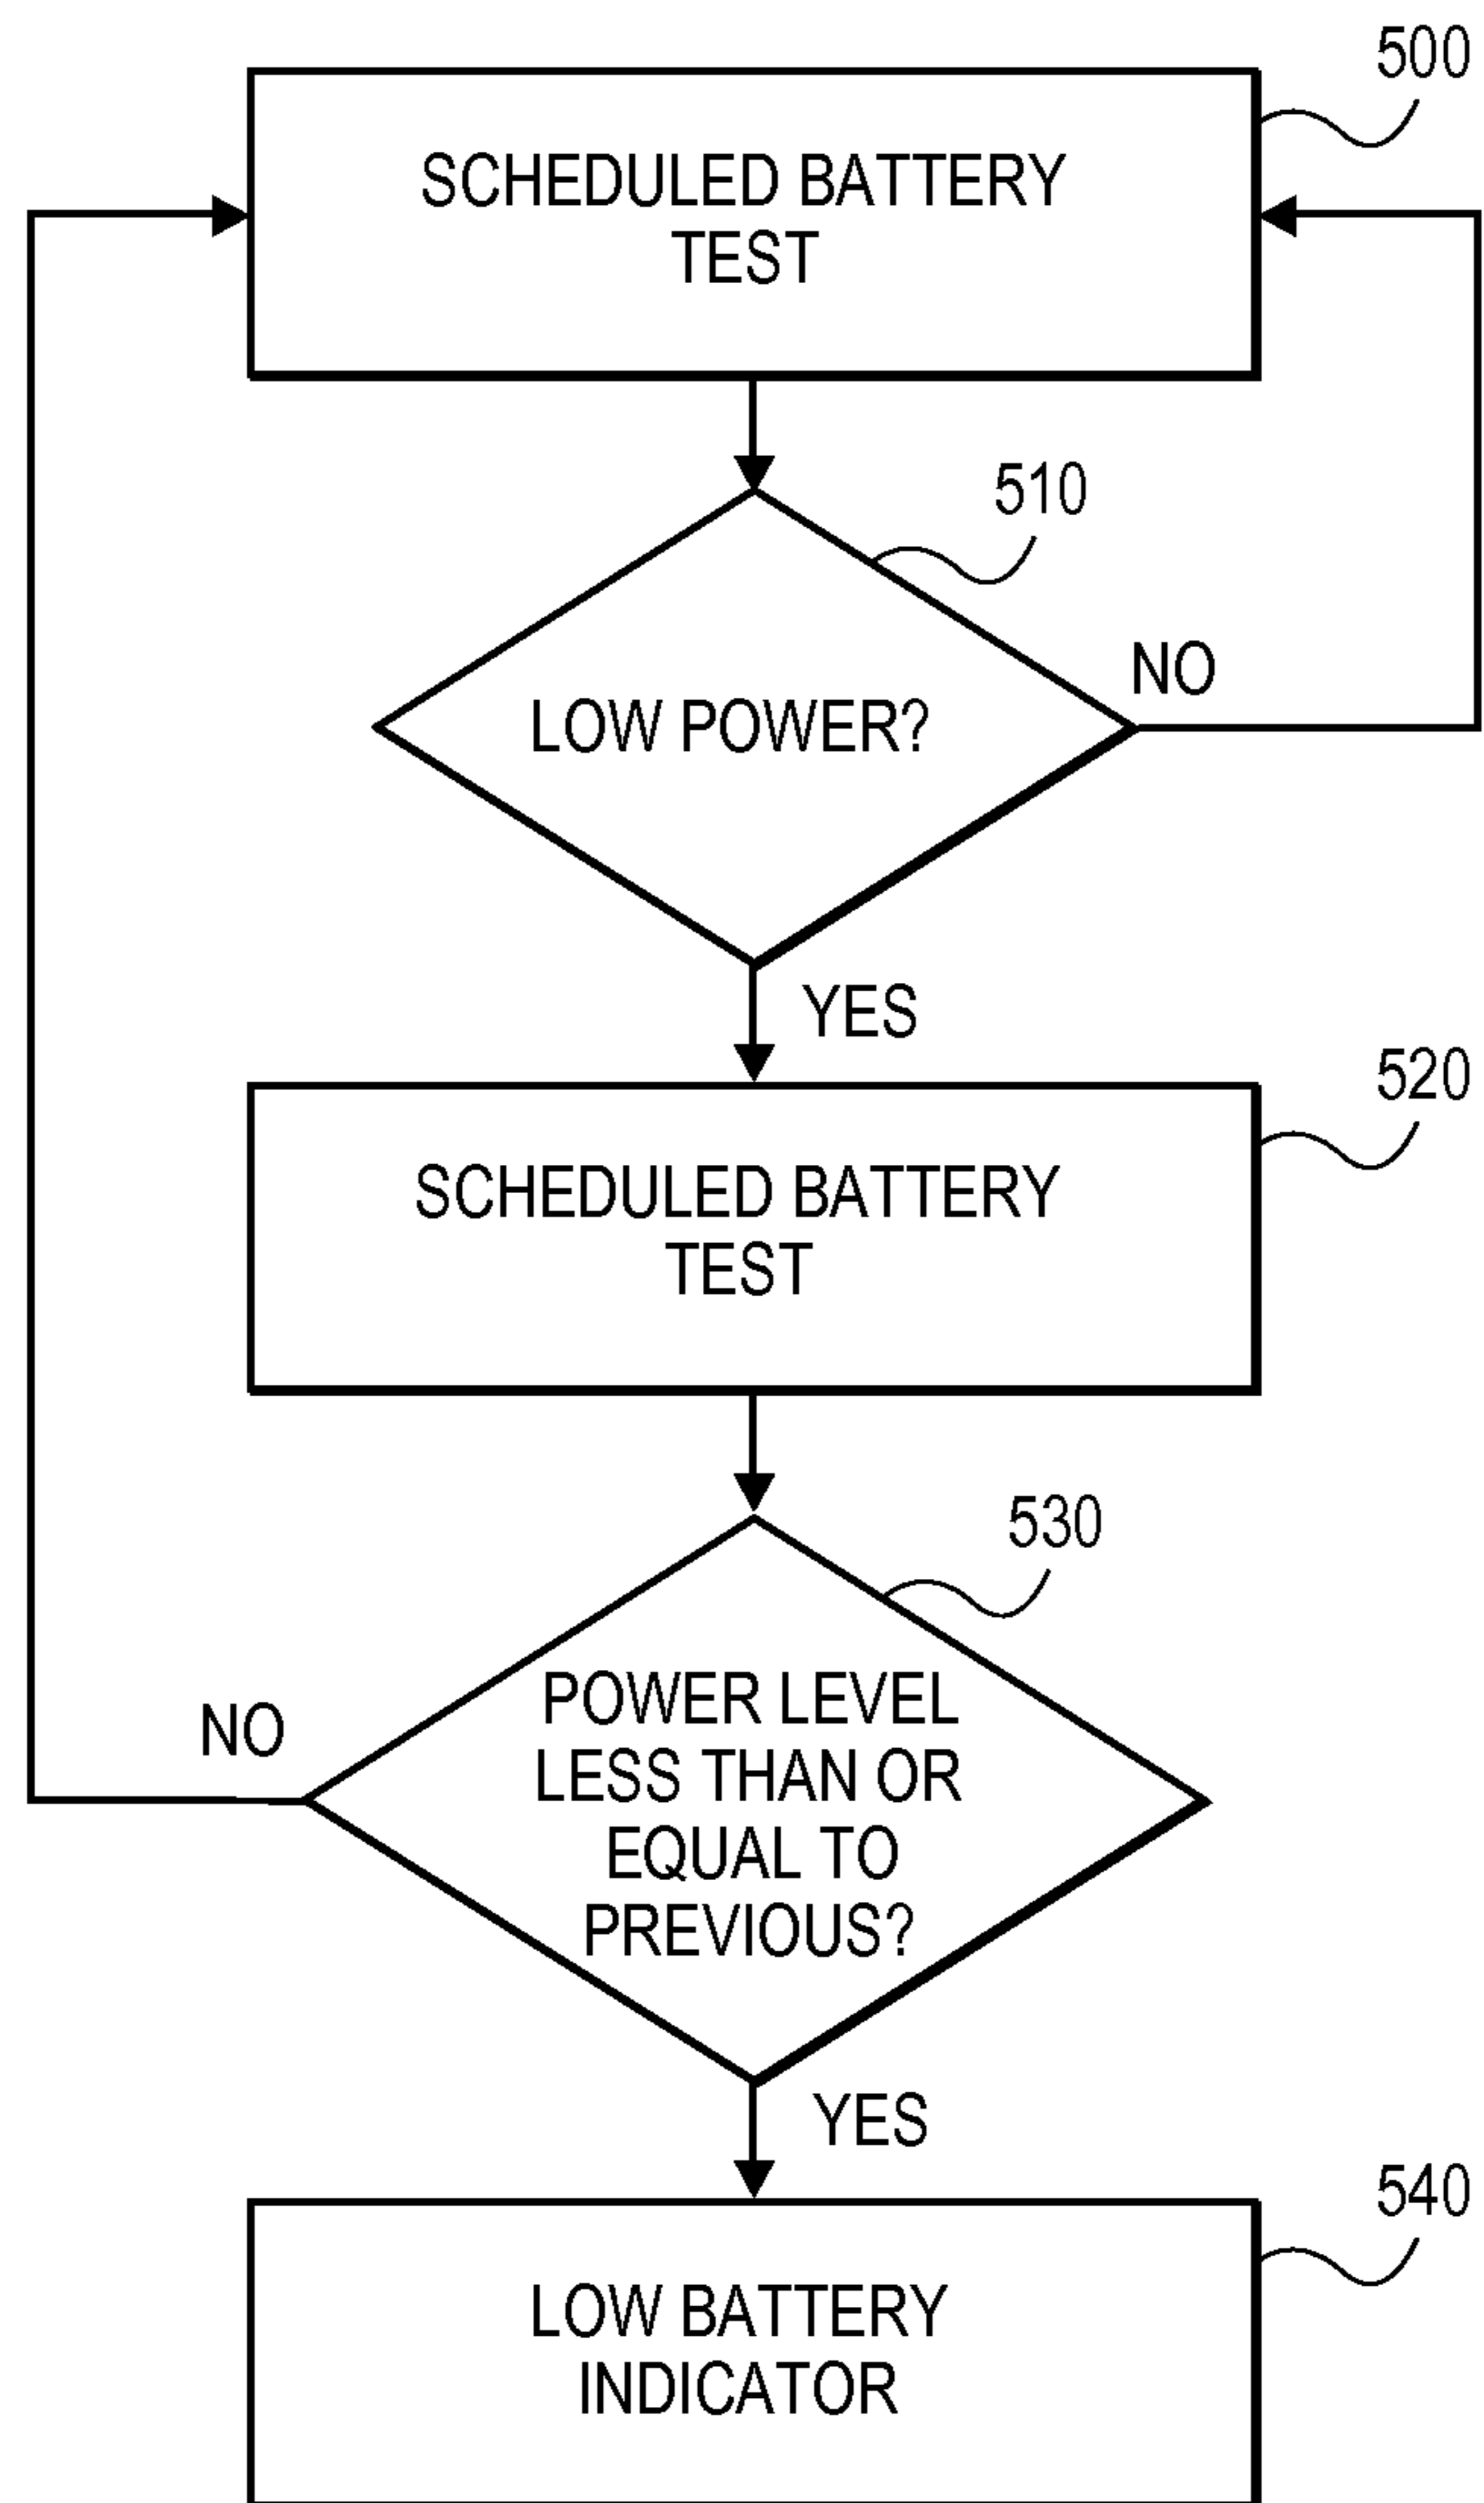 500
SCHEDULED BATTERY
TEST
510
LOW POWER?
NO
YES
520
SCHEDULED BATTERY
TEST
530
POWER LEVEL
LESS THAN OR
EQUAL TO
PREVIOUS?
NO
YES
540
LOW BATTERY
INDICATOR